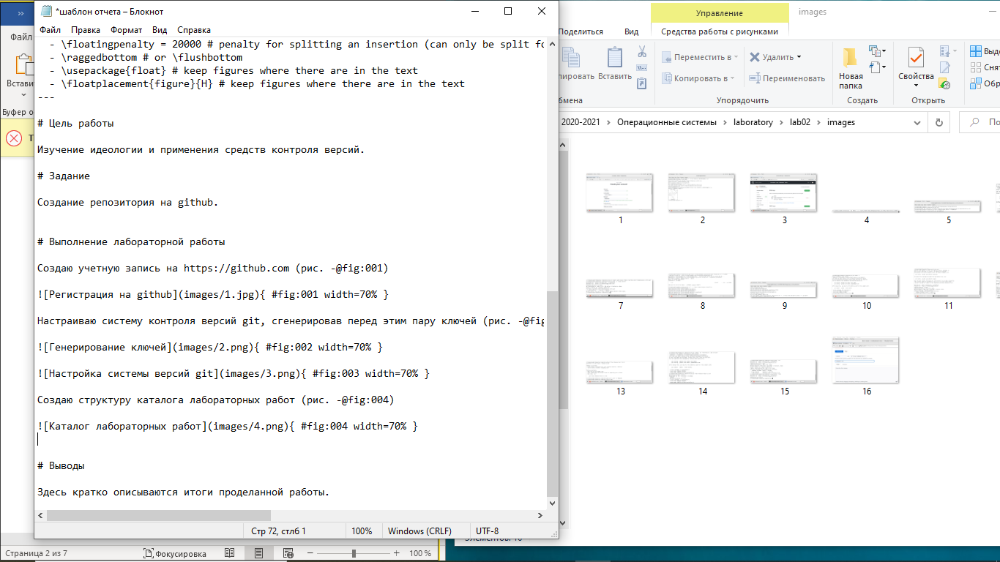 *шаблон отчета – Блокнот
Файл Правка Формат Вид Справка
- \floatingpenalty = 20000 # penalty for splitting an insertion (can only be split fo
- \raggedbottom # or \flushbottom
- \usepackage{float} # keep figures where there are in the text
- \floatplacement{figure}{H} # keep figures where there are in the text
---
# Цель работы
Изучение идеологии и применения средств контроля версий.
# Задание
Создание репозитория на github.
# Выполнение лабораторной работы
Создаю учетную запись на https://github.com (рис. -@fig:001)
![Регистрация на github](images/1.jpg){ #fig:001 width=70% }
Настраиваю систему контроля версий git, сгенерировав перед этим пару ключей (рис. -@fig
![Генерирование ключей](images/2.png){ #fig:002 width=70% }
![Настройка системы версий git](images/3.png){ #fig:003 width=70% }
Создаю структуру каталога лабораторных работ (рис. -@fig:004)
![Каталог лабораторных работ](images/4.png){ #fig:004 width=70% }
# Выводы
Здесь кратко описываются итоги проделанной работы.
Стр 72, стлб 1 100% Windows (CRLF) UTF-8
Файл
Встави
Буфер о
Страница 2 из 7 Фокусировка 100 %
Управление images
Поделиться Вид Средства работы с рисунками
пировать Вставить
бмена
Переместить в Удалить
Копировать в Переименовать
Упорядочить
Новая папка
Создать
Свойства
Открыть
Выде
Снят
Обр
2020-2021 Операционные системы laboratory lab02 images По
1 2 3 4 5
7 8 9 10 11
13 14 15 16